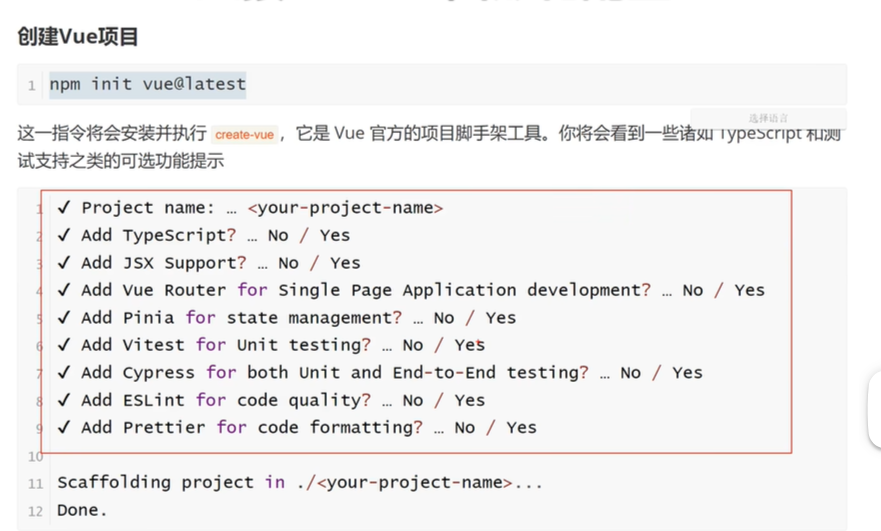 创建Vue项目
1 npm init vue@latest
选择语言
这一指令将会安装并执行 create-vue ，它是 Vue 官方的项目脚手架工具。你将会看到一些诸如 TypeScript 和测
试支持之类的可选功能提示
1 ✓ Project name: … <your-project-name>
2 ✓ Add TypeScript? … No / Yes
3 ✓ Add JSX Support? … No / Yes
4 ✓ Add Vue Router for Single Page Application development? … No / Yes
5 ✓ Add Pinia for state management? … No / Yes
6 ✓ Add Vitest for Unit testing? … No / Yes
7 ✓ Add Cypress for both Unit and End-to-End testing? … No / Yes
8 ✓ Add ESLint for code quality? … No / Yes
9 ✓ Add Prettier for code formatting? … No / Yes
10
11 Scaffolding project in ./<your-project-name>...
12 Done.